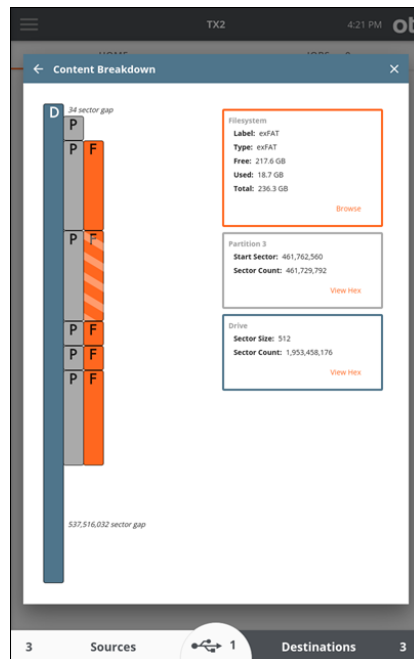 TX2
4:21 PM
ot
HOME
← Content Breakdown ×
D
34 sector gap
P
P F
P F
P F
P F
P F
537,516,032 sector gap
Filesystem
Label: exFAT
Type: exFAT
Free: 217.6 GB
Used: 18.7 GB
Total: 236.3 GB
Browse
Partition 3
Start Sector: 461,762,560
Sector Count: 461,729,792
View Hex
Drive
Sector Size: 512
Sector Count: 1,953,458,176
View Hex
3 Sources
1
Destinations 3